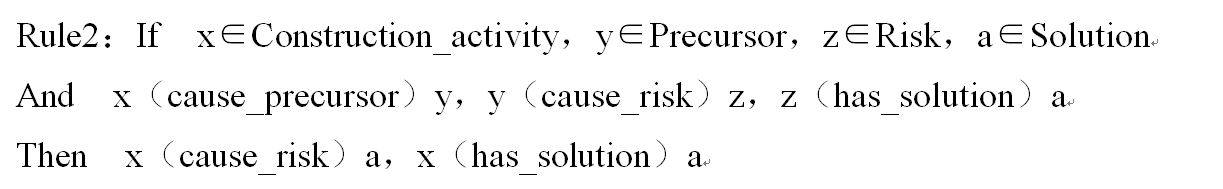 Rule2：If x∈Construction_activity，y∈Precursor，z∈Risk，a∈Solution
And x（cause_precursor）y，y（cause_risk）z，z（has_solution）a
Then x（cause_risk）a，x（has_solution）a